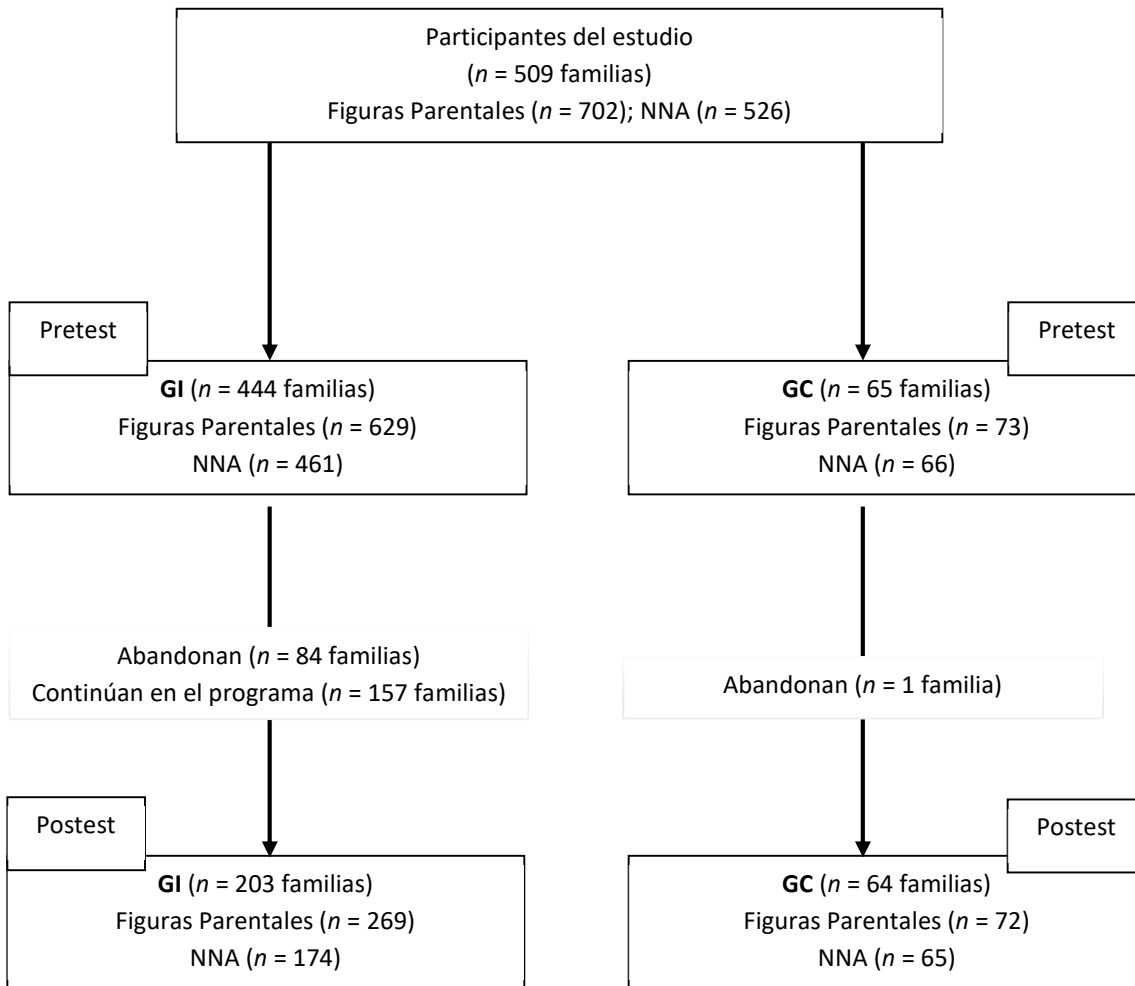 Participantes del estudio
(n = 509 familias)
Figuras Parentales (n = 702); NNA (n = 526)
Pretest
GI (n = 444 familias)
Figuras Parentales (n = 629)
NNA (n = 461)
Pretest
GC (n = 65 familias)
Figuras Parentales (n = 73)
NNA (n = 66)
Abandonan (n = 84 familias)
Continúan en el programa (n = 157 familias)
Abandonan (n = 1 familia)
Postest
GI (n = 203 familias)
Figuras Parentales (n = 269)
NNA (n = 174)
Postest
GC (n = 64 familias)
Figuras Parentales (n = 72)
NNA (n = 65)